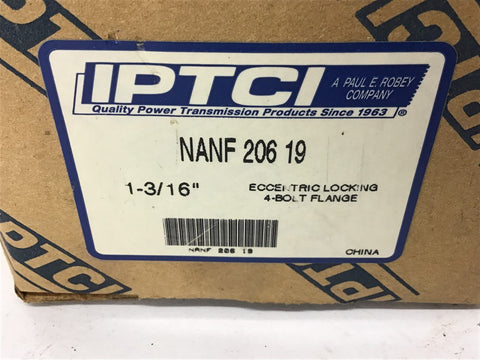 IPTCI
A PAUL E. ROBEY
COMPANY
Quality Power Transmission Products Since 1963 ®
NANF 206 19
1-3/16"
ECCENTRIC LOCKING
4-BOLT FLANGE
NANF 206 19
CHINA
IPTCI